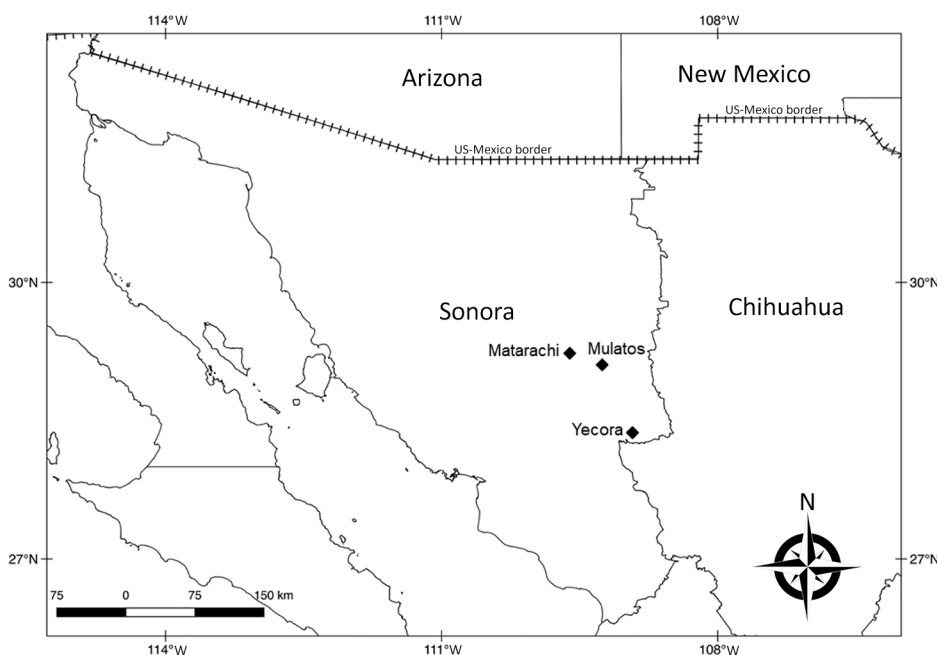 114°W 111°W 108°W
Arizona
New Mexico
US-Mexico border
US-Mexico border
30°N 30°N
Sonora
Chihuahua
Matarachi
Mulatos
Yecora
N
27°N 27°N
75 0 75 150 km
114°W 111°W 108°W